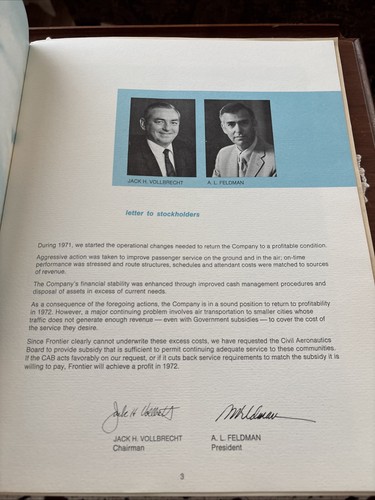 JACK H. VOLLBRECHT A. L. FELDMAN
letter to stockholders
During 1971, we started the operational changes needed to return the Company to a profitable condition.
Aggressive action was taken to improve passenger service on the ground and in the air; on-time
performance was stressed and route structures, schedules and attendant costs were matched to sources
of revenue.
The Company's financial stability was enhanced through improved cash management procedures and
disposal of assets in excess of current needs.
As a consequence of the foregoing actions, the Company is in a sound position to return to profitability
in 1972. However, a major continuing problem involves air transportation to smaller cities whose
traffic does not generate enough revenue — even with Government subsidies — to cover the cost of
the service they desire.
Since Frontier clearly cannot underwrite these excess costs, we have requested the Civil Aeronautics
Board to provide subsidy that is sufficient to permit continuing adequate service to these communities.
If the CAB acts favorably on our request, or if it cuts back service requirements to match the subsidy it is
willing to pay, Frontier will achieve a profit in 1972.
Jack H Vollbrecht
JACK H. VOLLBRECHT A. L. FELDMAN
Chairman President
3